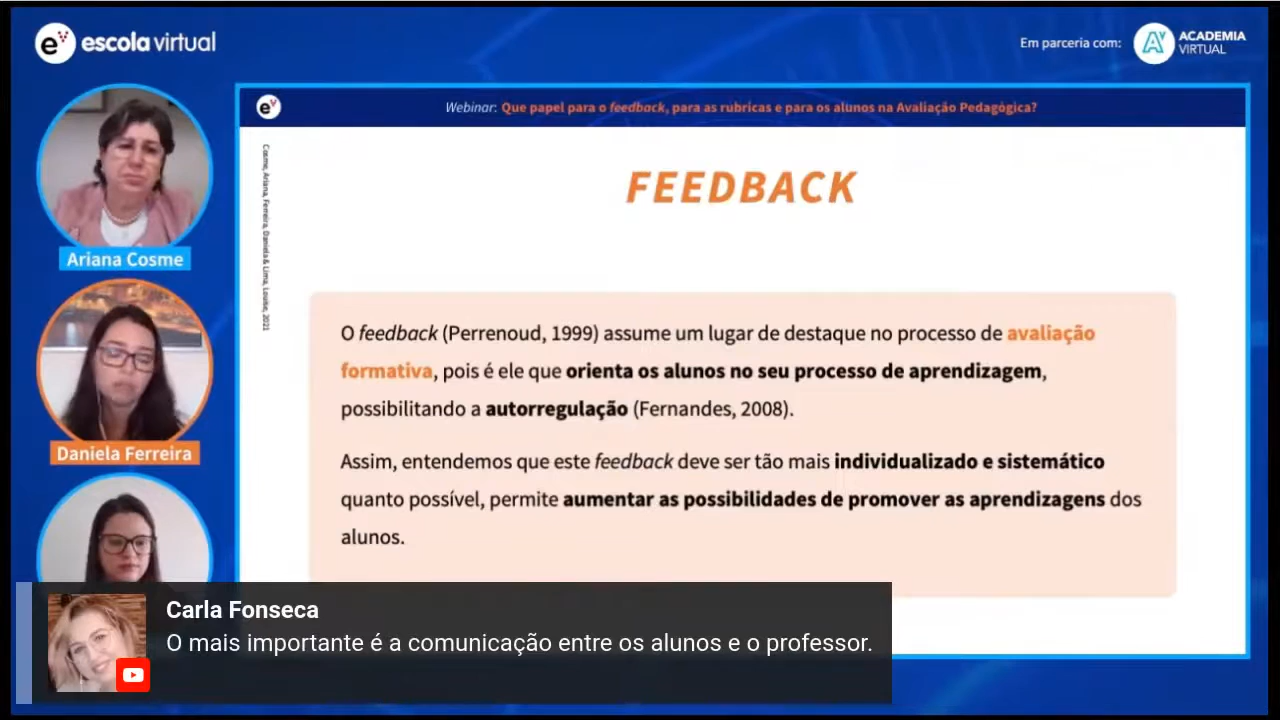 escola virtual
Em parceria com:
ACADEMIA
VIRTUAL
Webinar: Que papel para o feedback, para as rubricas e para os alunos na Avaliação Pedagógica?
Cosme, Ariana, Ferreira, Daniela & Lima, Louise, 2021
FEEDBACK
O feedback (Perrenoud, 1999) assume um lugar de destaque no processo de avaliação
formativa, pois é ele que orienta os alunos no seu processo de aprendizagem,
possibilitando a autorregulação (Fernandes, 2008).
Assim, entendemos que este feedback deve ser tão mais individualizado e sistemático
quanto possível, permite aumentar as possibilidades de promover as aprendizagens dos
alunos.
Ariana Cosme
Daniela Ferreira
Carla Fonseca
O mais importante é a comunicação entre os alunos e o professor.